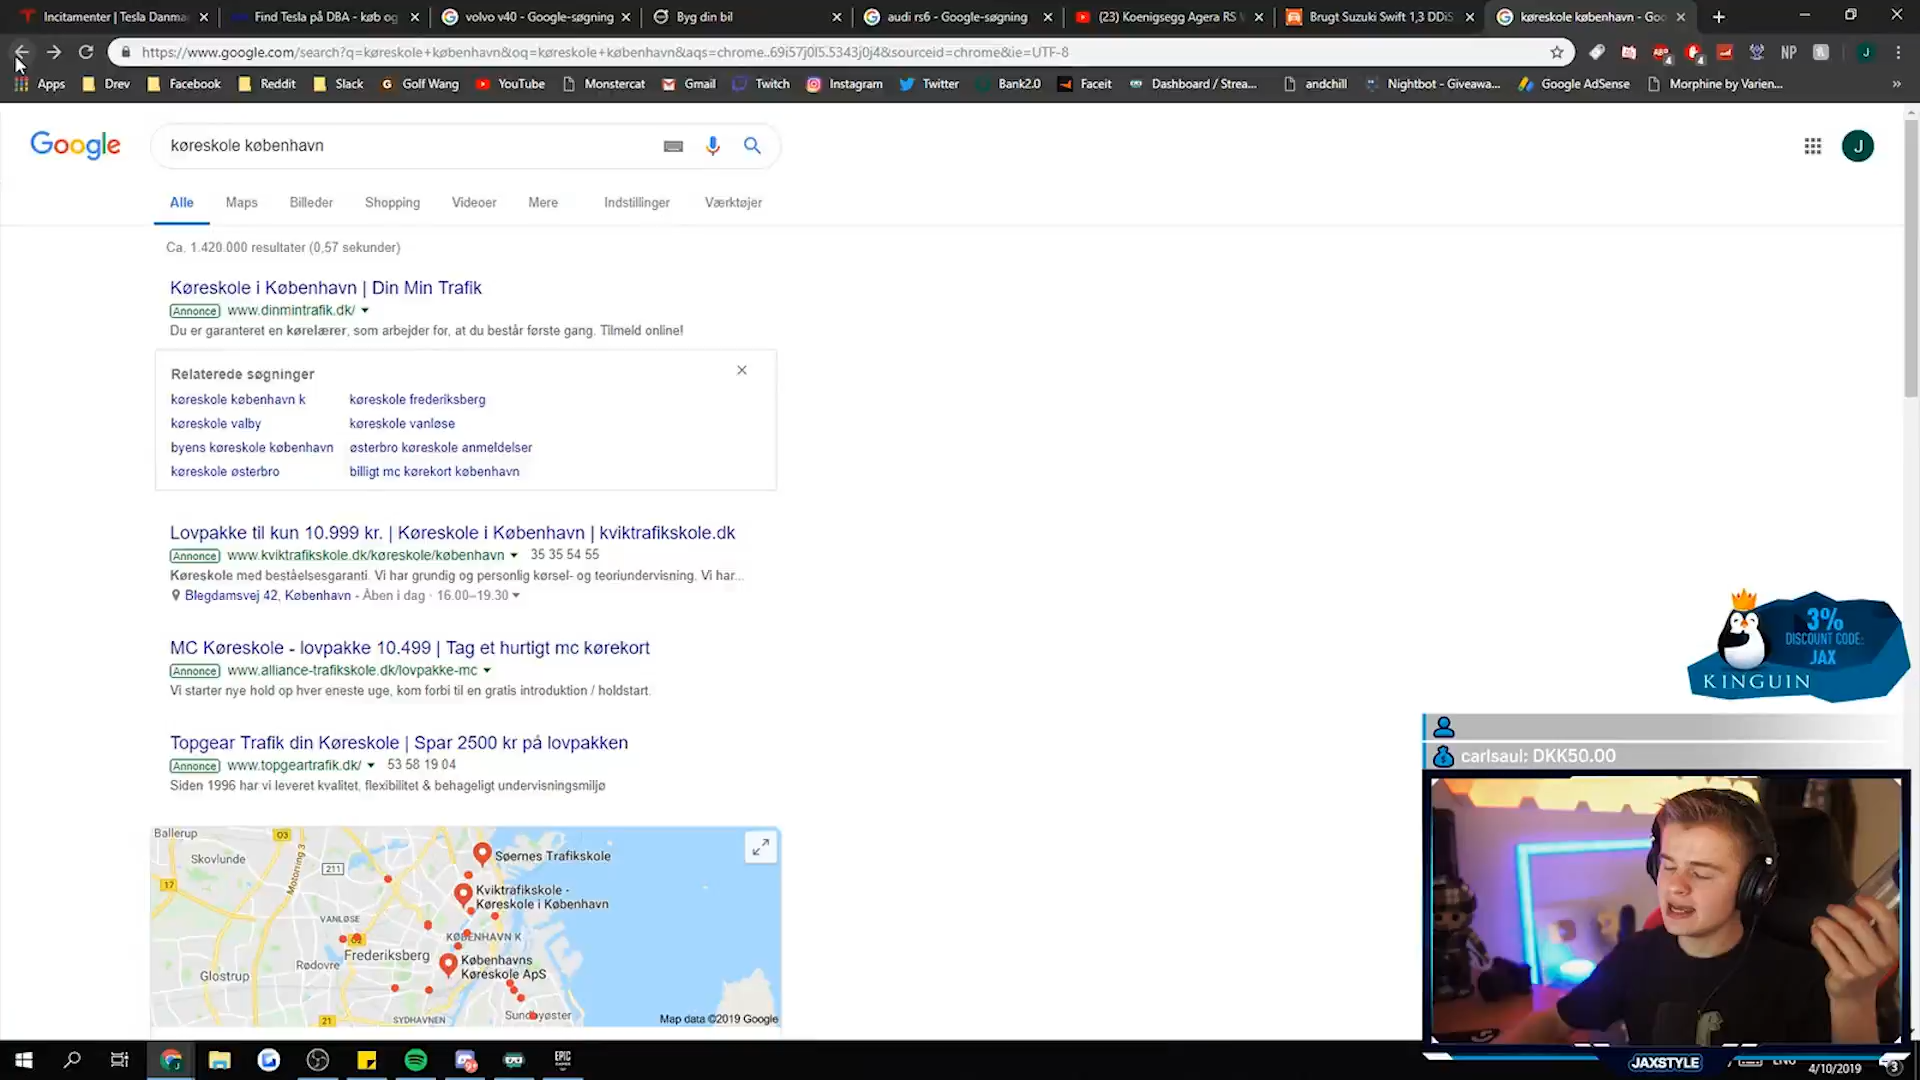 Incitamenter | Tesla Danma
Find Tesla på DBA - køb og
volvo v40 - Google-søgning
Byg din bil
audi rs6 - Google-søgning
(23) Koenigsegg Agera RS
Brugt Suzuki Swift 1,3 DDiS
køreskole københavn - Goo
https://www.google.com/search?q=køreskole+københavn&oq=køreskole+københavn&aqs=chrome..69i57j0l5.5343j0j4&sourceid=chrome&ie=UTF-8
Apps Drev Facebook Reddit Slack Golf Wang YouTube Monstercat Gmail Twitch Instagram Twitter Bank2.0 Faceit Dashboard / Strea... andchill Nightbot - Giveawa... Google AdSense Morphine by Varien...
Google
køreskole københavn
J
Alle Maps Billeder Shopping Videoer Mere Indstillinger Værktøjer
Ca. 1.420.000 resultater (0,57 sekunder)
Køreskole i København | Din Min Trafik
Annonce www.dinmintrafik.dk/
Du er garanteret en kørelærer, som arbejder for, at du består første gang. Tilmeld online!
Relaterede søgninger
køreskole københavn k køreskole frederiksberg
køreskole valby køreskole vanløse
byens køreskole københavn østerbro køreskole anmeldelser
køreskole østerbro billigt mc kørekort københavn
Lovpakke til kun 10.999 kr. | Køreskole i København | kviktrafikskole.dk
Annonce www.kviktrafikskole.dk/køreskole/københavn 35 35 54 55
Køreskole med beståelsesgaranti. Vi har grundig og personlig kørsel- og teoriundervisning. Vi har...
Blegdamsvej 42, København - Åben i dag · 16.00–19.30
MC Køreskole - lovpakke 10.499 | Tag et hurtigt mc kørekort
Annonce www.alliance-trafikskole.dk/lovpakke-mc
Vi starter nye hold op hver eneste uge, kom forbi til en gratis introduktion / holdstart.
Topgear Trafik din Køreskole | Spar 2500 kr på lovpakken
Annonce www.topgeartrafik.dk/ 53 58 19 04
Siden 1996 har vi leveret kvalitet, flexibilitet & behageligt undervisningsmiljø
Ballerup
03
Skovlunde
Motorring 3
211
17
Søernes Trafikskole
Kviktrafikskole -
Køreskole i København
VANLØSE
02
KØBENHAVN K
Frederiksberg
Rødovre
Københavns
Køreskole ApS
Glostrup
21
SYDHAVNEN
Sundbyøster
Map data ©2019 Google
3%
DISCOUNT CODE:
JAX
KINGUIN
carlsaul: DKK50.00
JAXSTYLE
NP
J
EPIC
ENG
4/10/2019
3